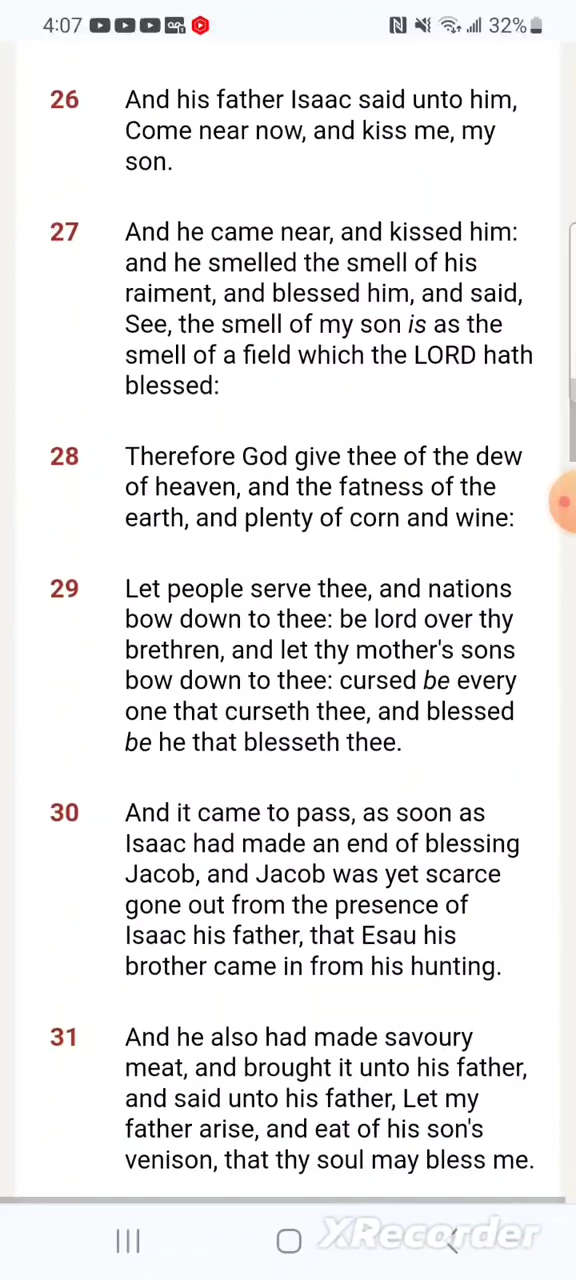 4:07 32%
26 And his father Isaac said unto him,
Come near now, and kiss me, my
son.
27 And he came near, and kissed him:
and he smelled the smell of his
raiment, and blessed him, and said,
See, the smell of my son is as the
smell of a field which the LORD hath
blessed:
28 Therefore God give thee of the dew
of heaven, and the fatness of the
earth, and plenty of corn and wine:
29 Let people serve thee, and nations
bow down to thee: be lord over thy
brethren, and let thy mother's sons
bow down to thee: cursed be every
one that curseth thee, and blessed
be he that blesseth thee.
30 And it came to pass, as soon as
Isaac had made an end of blessing
Jacob, and Jacob was yet scarce
gone out from the presence of
Isaac his father, that Esau his
brother came in from his hunting.
31 And he also had made savoury
meat, and brought it unto his father,
and said unto his father, Let my
father arise, and eat of his son's
venison, that thy soul may bless me.
XRecorder